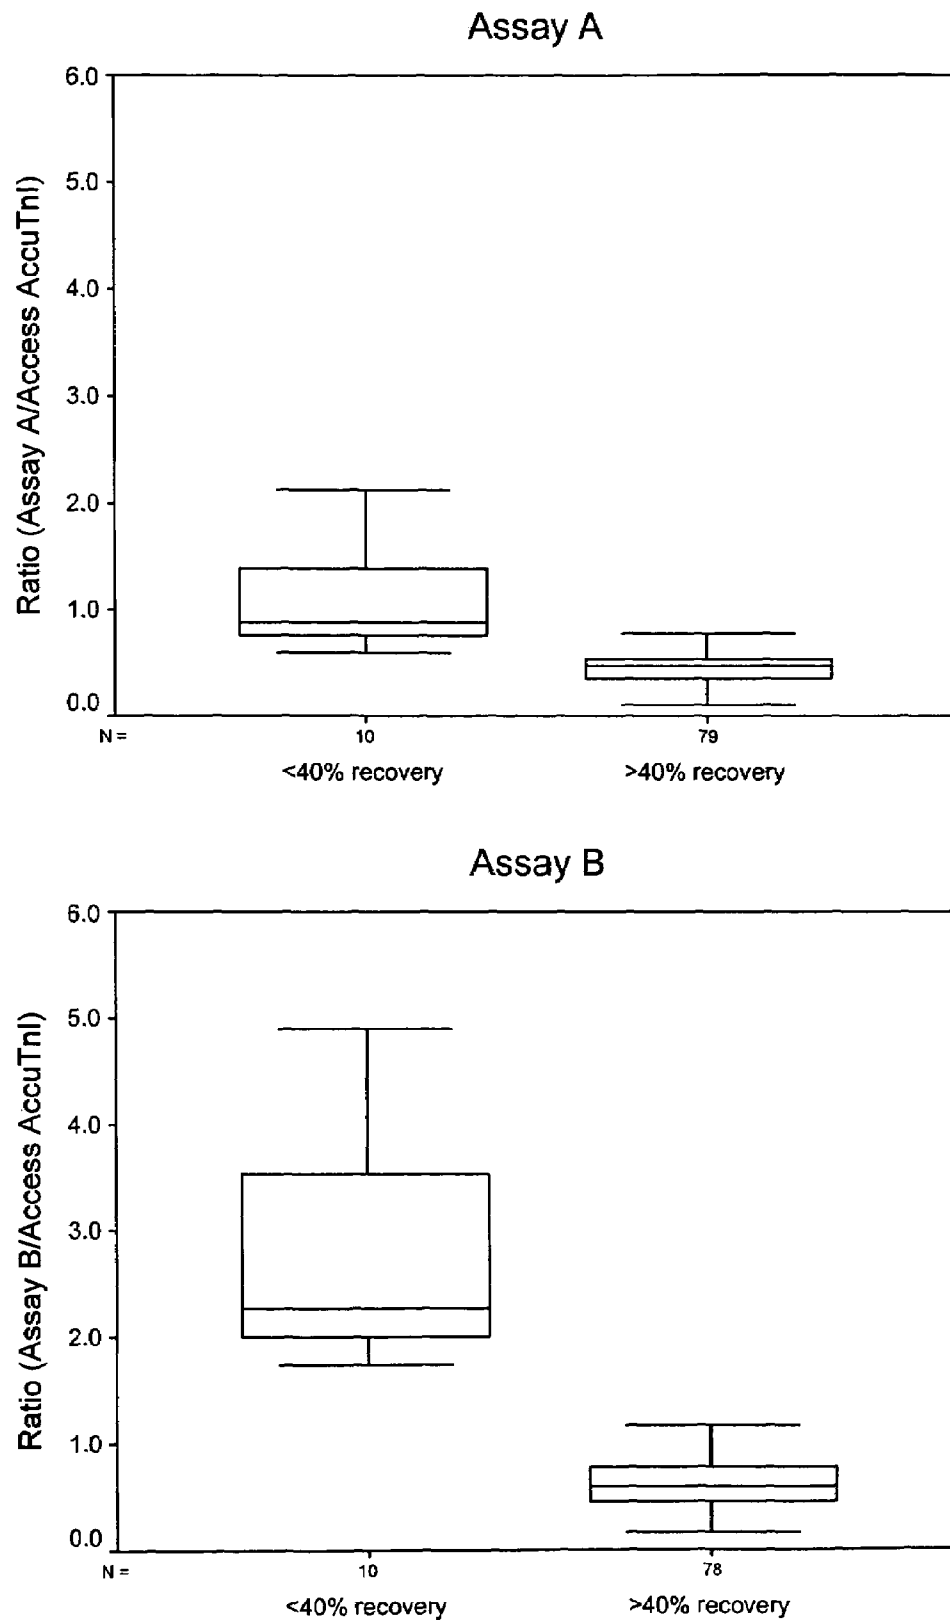 Assay A
Ratio (Assay A/Access AccuTnI)
6.0
5.0
4.0
3.0
2.0
1.0
0.0
N =
10
79
<40% recovery
>40% recovery
Assay B
Ratio (Assay B/Access AccuTnI)
6.0
5.0
4.0
3.0
2.0
1.0
0.0
N =
10
78
<40% recovery
>40% recovery